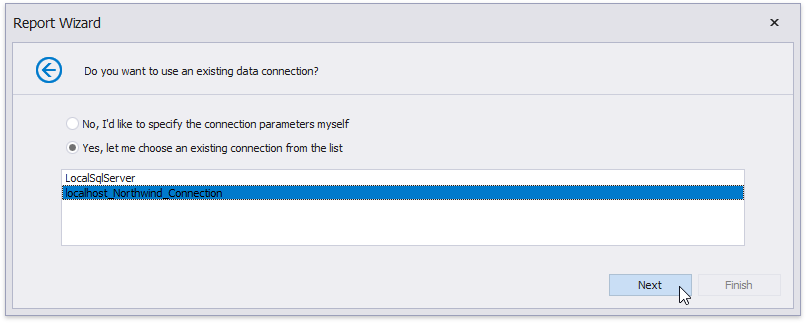 Report Wizard
Do you want to use an existing data connection?
No, I'd like to specify the connection parameters myself
Yes, let me choose an existing connection from the list
LocalSqlServer
localhost_Northwind_Connection
Next Finish